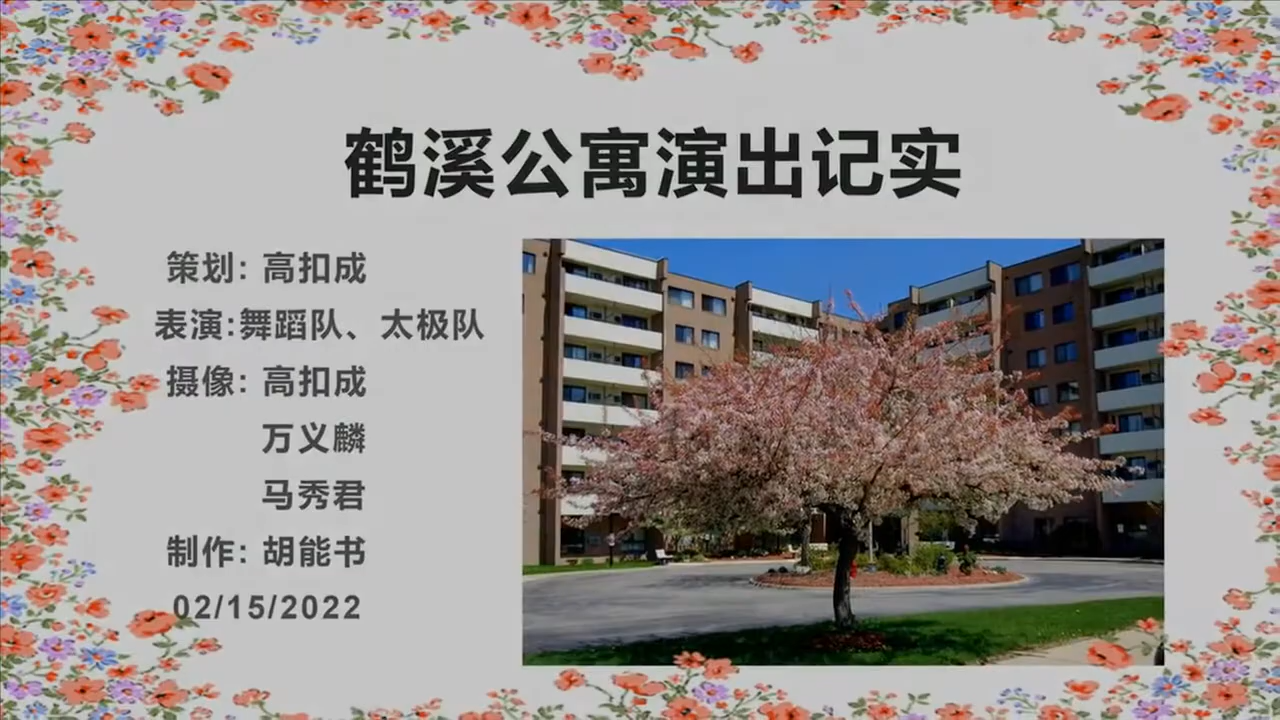 鹤溪公寓演出记实
策划: 高扣成
表演:舞蹈队、太极队
摄像: 高扣成
万义麟
马秀君
制作: 胡能书
02/15/2022